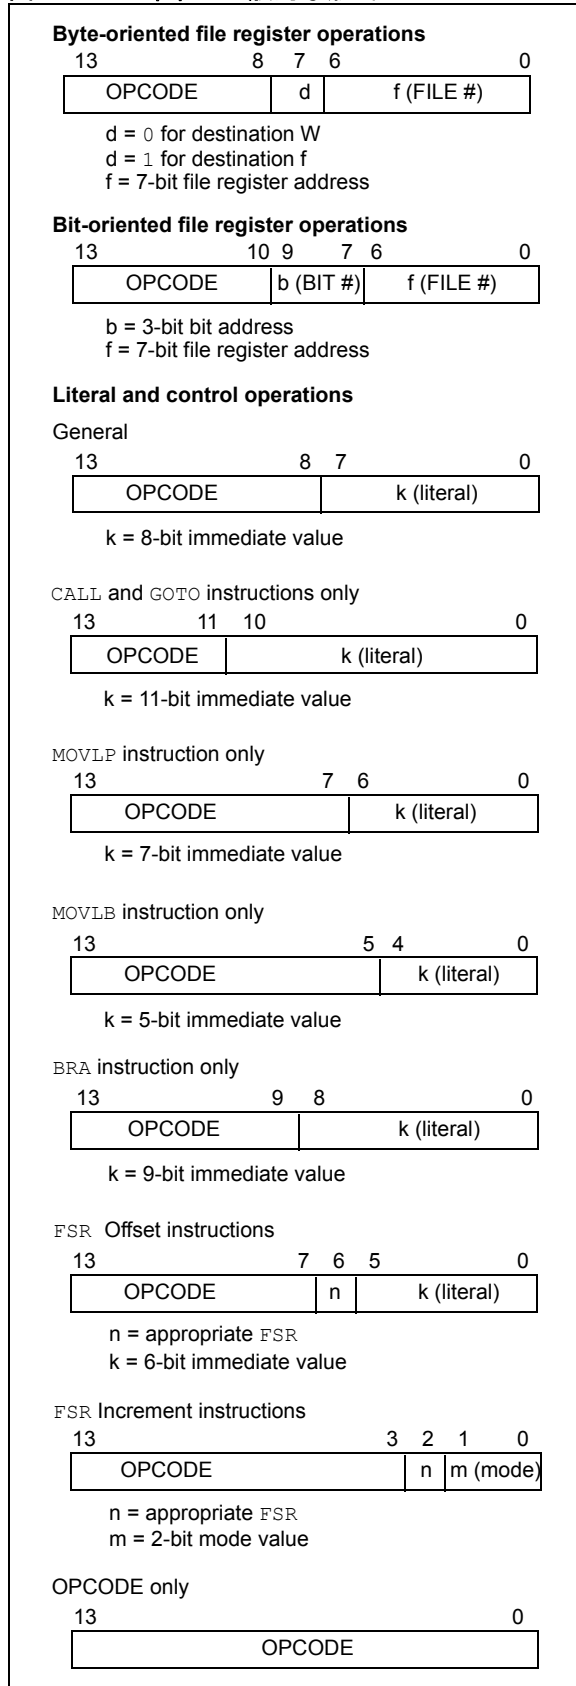 Byte-oriented file register operations
13 8 7 6 0
OPCODE d f (FILE #)
d = 0 for destination W
d = 1 for destination f
f = 7-bit file register address
Bit-oriented file register operations
13 10 9 7 6 0
OPCODE b (BIT #) f (FILE #)
b = 3-bit bit address
f = 7-bit file register address
Literal and control operations
General
13 8 7 0
OPCODE k (literal)
k = 8-bit immediate value
CALL and GOTO instructions only
13 11 10 0
OPCODE k (literal)
k = 11-bit immediate value
MOVLP instruction only
13 7 6 0
OPCODE k (literal)
k = 7-bit immediate value
MOVLB instruction only
13 5 4 0
OPCODE k (literal)
k = 5-bit immediate value
BRA instruction only
13 9 8 0
OPCODE k (literal)
k = 9-bit immediate value
FSR Offset instructions
13 7 6 5 0
OPCODE n k (literal)
n = appropriate FSR
k = 6-bit immediate value
FSR Increment instructions
13 3 2 1 0
OPCODE n m (mode)
n = appropriate FSR
m = 2-bit mode value
OPCODE only
13 0
OPCODE